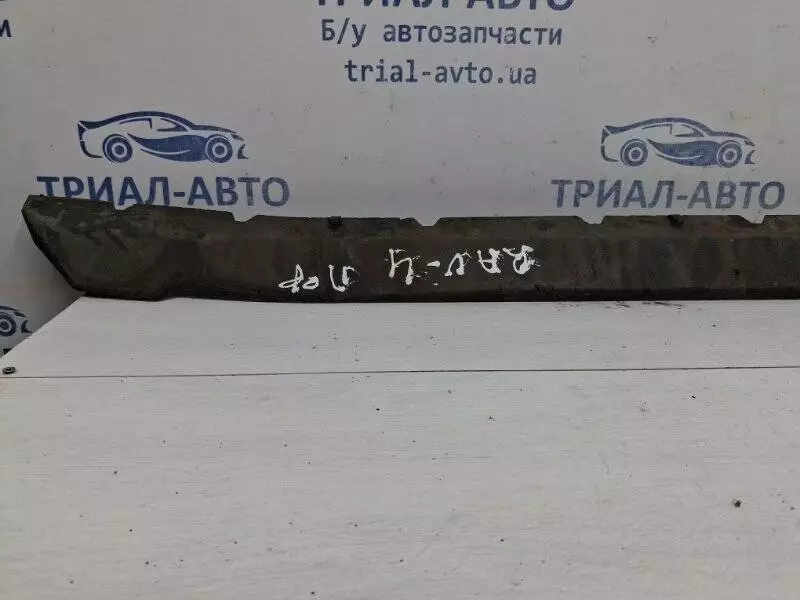 ТРИАЛ-АВТО
Б/у автозапчасти
trial-avto.ua
ТРИАЛ-АВТО
ТРИАЛ-АВТО
RAV-4 пер